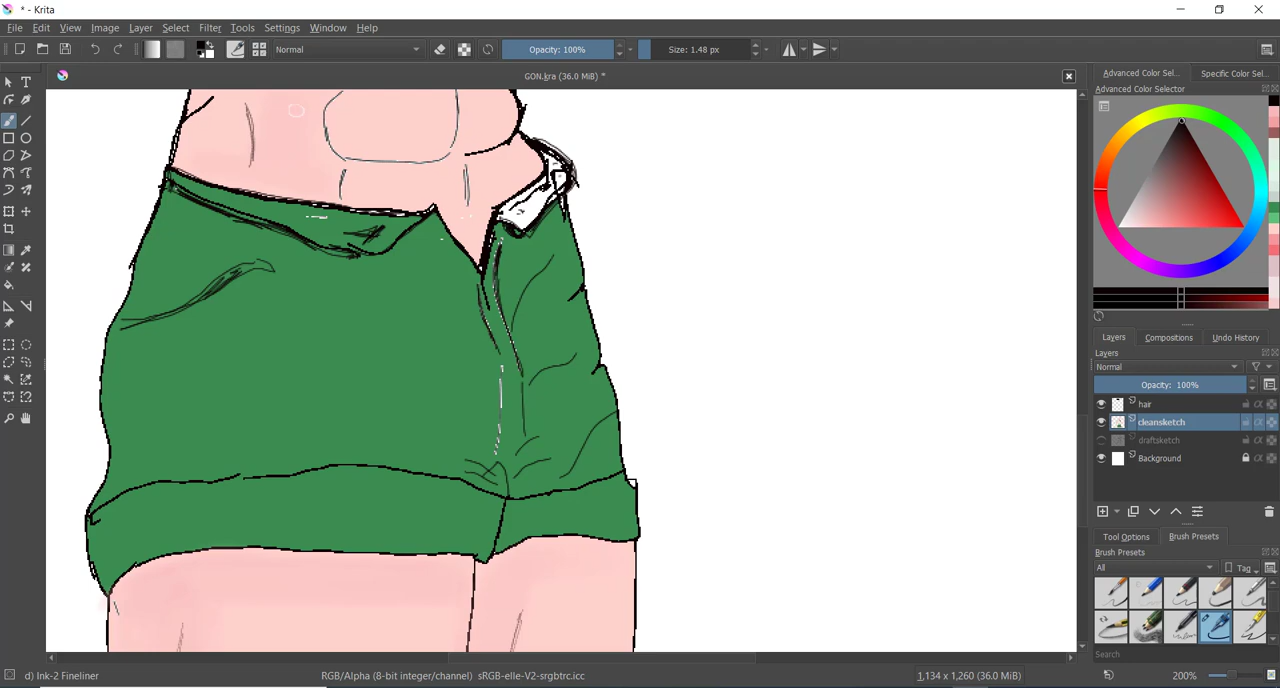 * - Krita
File Edit View Image Layer Select Filter Tools Settings Window Help
Normal Opacity: 100% Size: 1.48 px
GON.kra (36.0 MiB) *
Advanced Color Sel... Specific Color Sel...
Advanced Color Selector
Layers Compositions Undo History
Layers
Normal
Opacity: 100%
hair
cleansketch
draftsketch
Background
Tool Options Brush Presets
Brush Presets
All Tag
Search
d) Ink-2 Fineliner RGB/Alpha (8-bit integer/channel) sRGB-elle-V2-srgbtrc.icc 1,134 x 1,260 (36.0 MiB) 200%